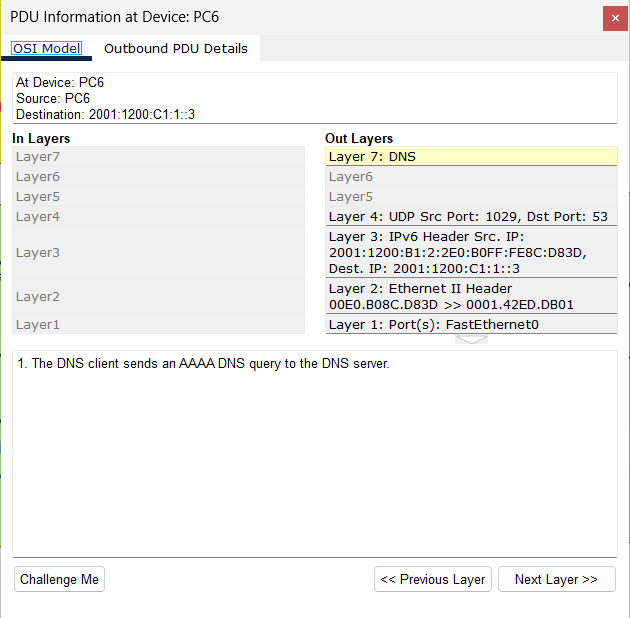 PDU Information at Device: PC6
OSI Model
Outbound PDU Details
At Device: PC6
Source: PC6
Destination: 2001:1200:C1:1::3
In Layers
Layer7
Layer6
Layer5
Layer4
Layer3
Layer2
Layer1
Out Layers
Layer 7: DNS
Layer6
Layer5
Layer 4: UDP Src Port: 1029, Dst Port: 53
Layer 3: IPv6 Header Src. IP:
2001:1200:B1:2:2E0:B0FF:FE8C:D83D,
Dest. IP: 2001:1200:C1:1::3
Layer 2: Ethernet II Header
00E0.B08C.D83D >> 0001.42ED.DB01
Layer 1: Port(s): FastEthernet0
1. The DNS client sends an AAAA DNS query to the DNS server.
Challenge Me
<< Previous Layer
Next Layer >>